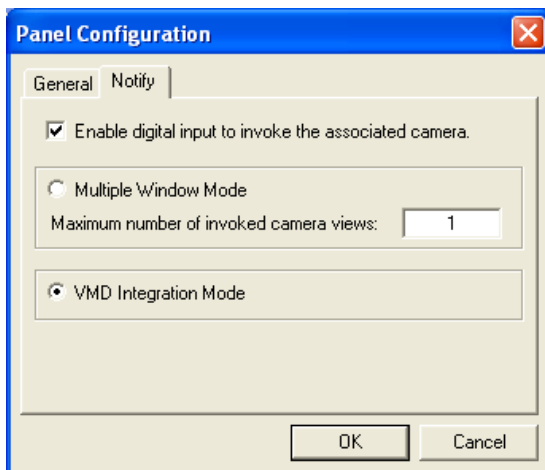 Panel Configuration
General Notify
Enable digital input to invoke the associated camera.
Multiple Window Mode
Maximum number of invoked camera views: 1
VMD Integration Mode
OK Cancel